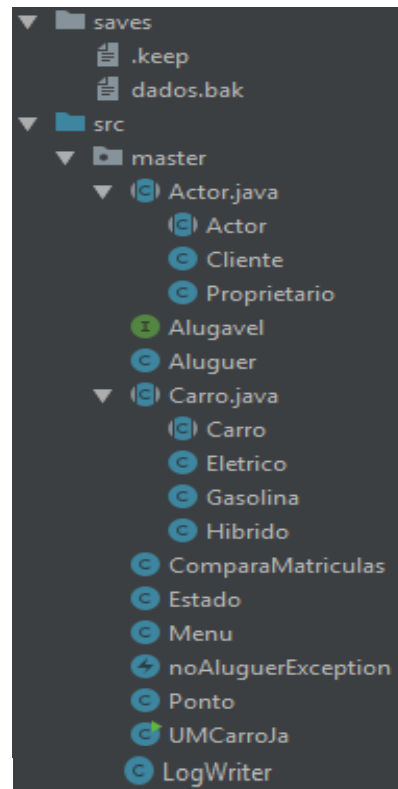 saves
.keep
dados.bak
src
master
Actor.java
Actor
Cliente
Proprietario
Alugavel
Aluguer
Carro.java
Carro
Eletrico
Gasolina
Hibrido
ComparaMatriculas
Estado
Menu
noAluguerException
Ponto
UMCarroJa
LogWriter